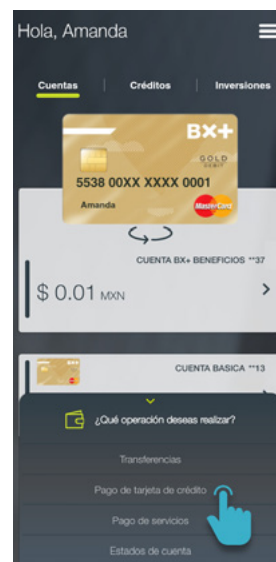 Hola, Amanda
Cuentas Créditos Inversiones
BX+
GOLD
DEBIT
5538 00XX XXXX 0001
Amanda
MasterCard
CUENTA BX+ BENEFICIOS **37
$ 0.01 MXN
CUENTA BASICA **13
¿Qué operación deseas realizar?
Transferencias
Pago de tarjeta de crédito
Pago de servicios
Estados de cuenta